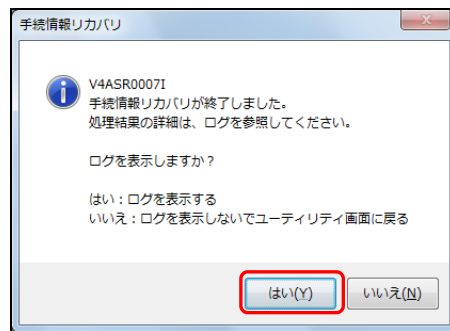 手続情報リカバリ
V4ASR0007I
手続情報リカバリが終了しました。
処理結果の詳細は、ログを参照してください。
ログを表示しますか？
はい：ログを表示する
いいえ：ログを表示しないでユーティリティ画面に戻る
はい(Y)
いいえ(N)